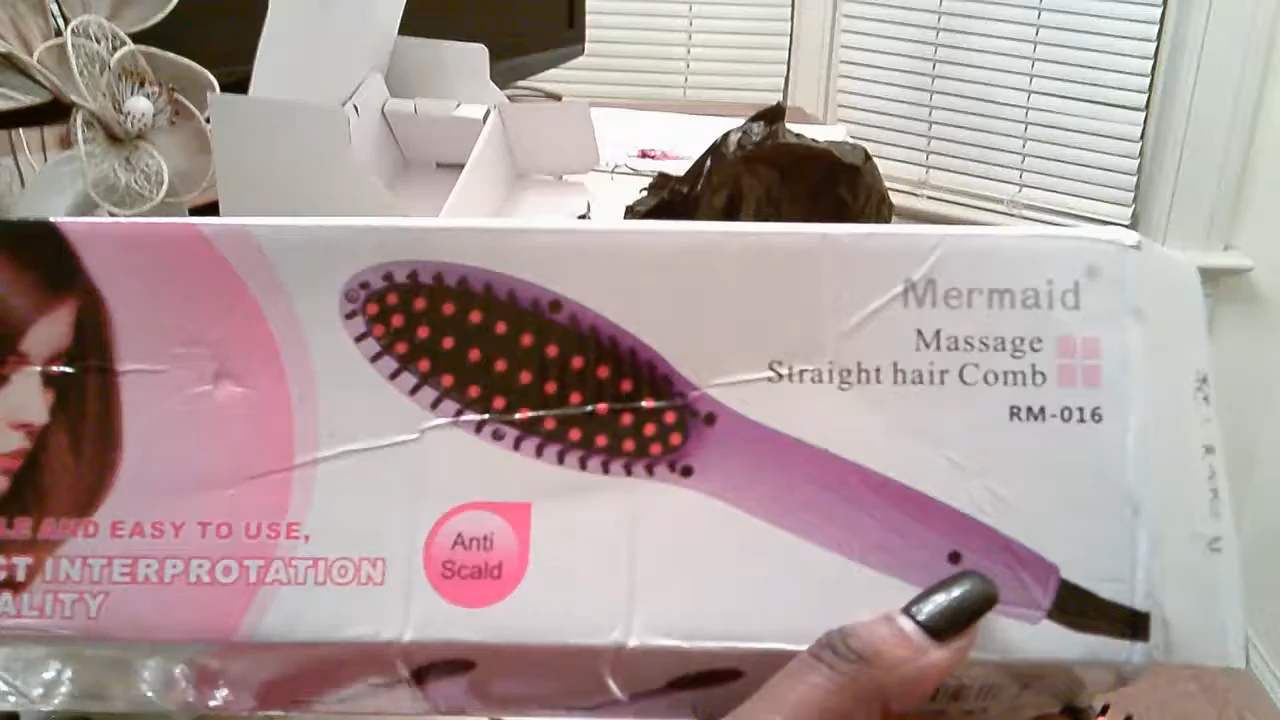 Mermaid®
Massage
Straight hair Comb
RM-016
LE AND EASY TO USE,
CT INTERPROTATION
ALITY
Anti
Scald